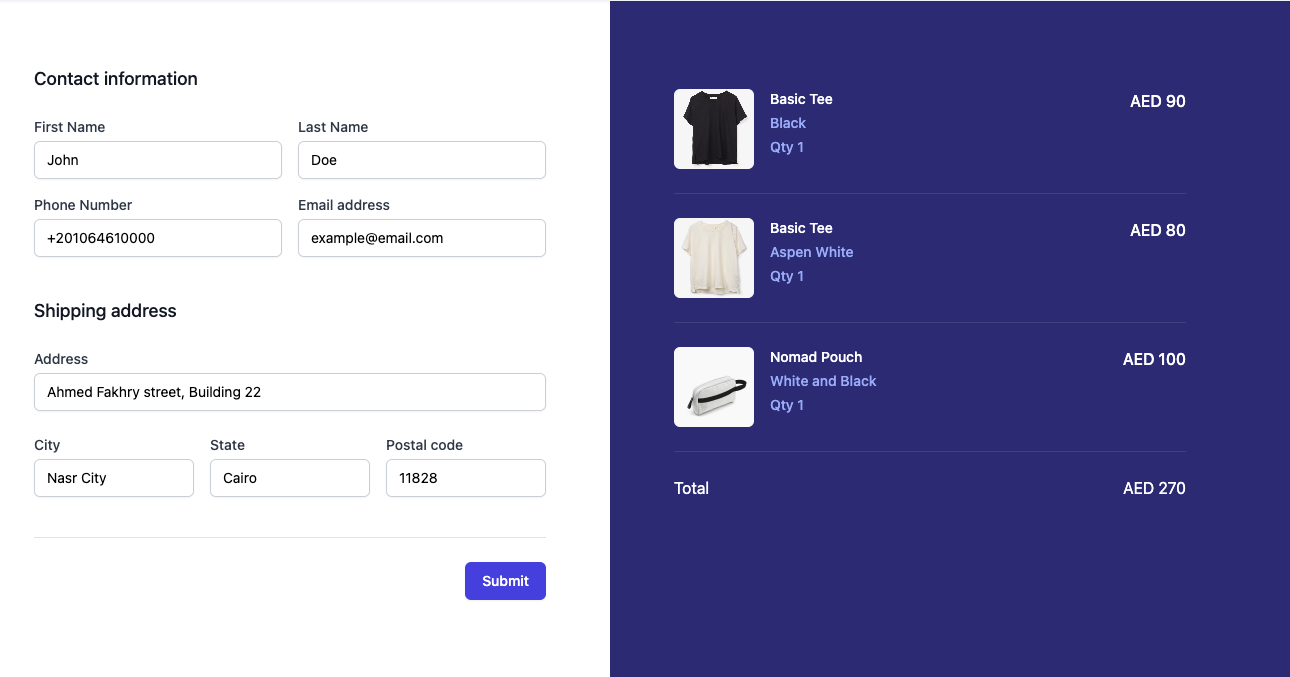 Contact information
First Name
Last Name
John
Doe
Phone Number
Email address
+201064610000
example@email.com
Shipping address
Address
Ahmed Fakhry street, Building 22
City
State
Postal code
Nasr City
Cairo
11828
Submit
Basic Tee
AED 90
Black
Qty 1
Basic Tee
AED 80
Aspen White
Qty 1
Nomad Pouch
AED 100
White and Black
Qty 1
Total
AED 270